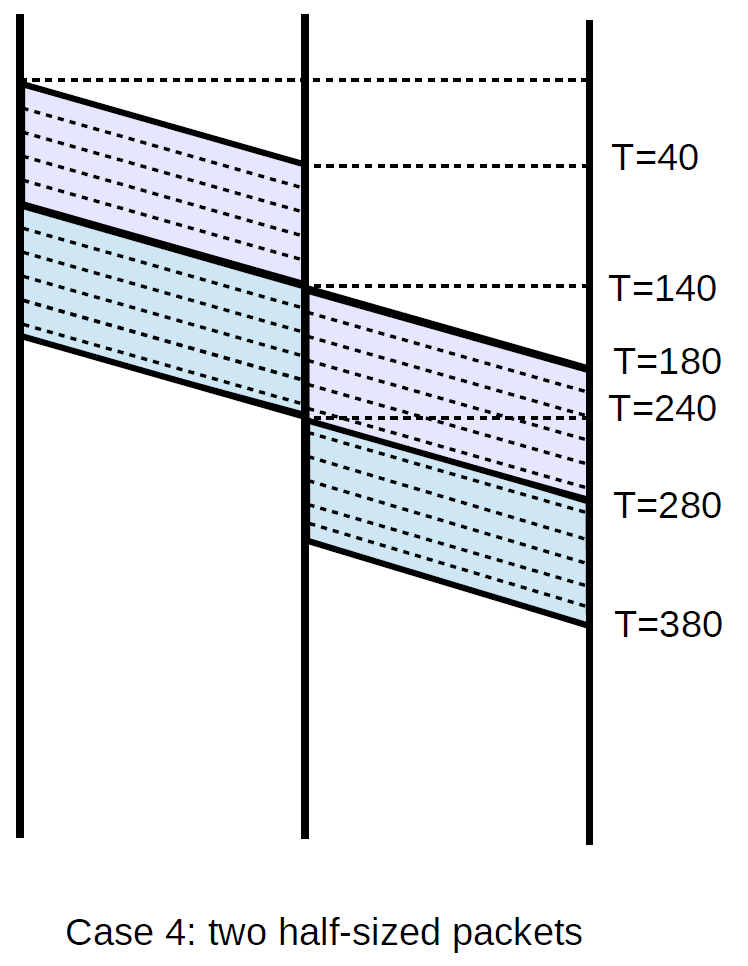 T=40
T=140
T=180
T=240
T=280
T=380
Case 4: two half-sized packets